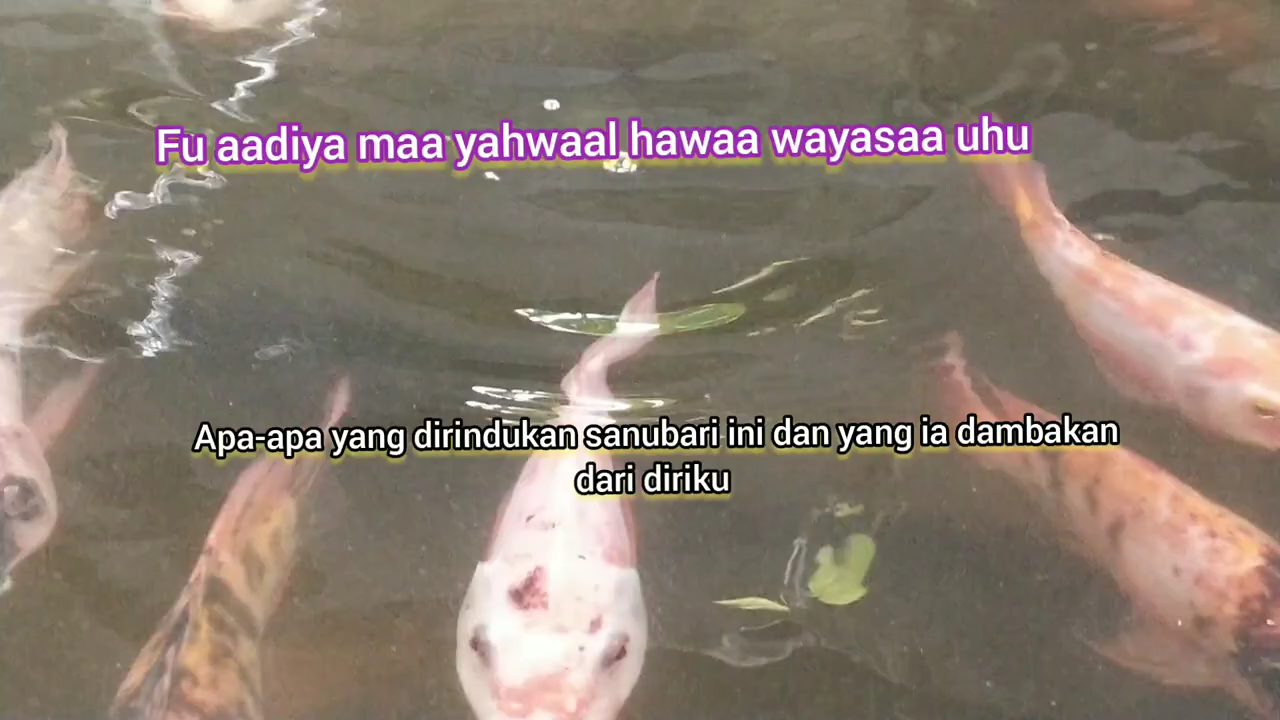 Fu aadiya maa yahwaal hawaa wayasaa uhu
Apa-apa yang dirindukan sanubari ini dan yang ia dambakan
dari diriku